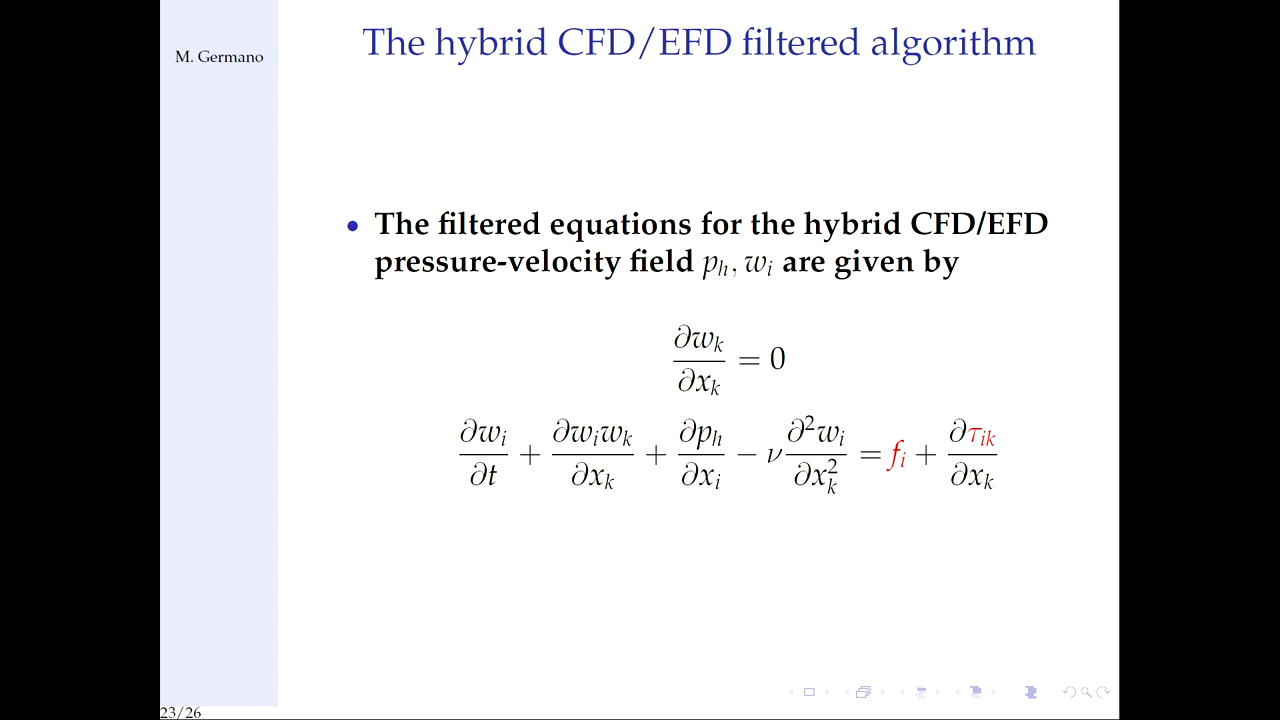 M. Germano
The hybrid CFD/EFD filtered algorithm
• The filtered equations for the hybrid CFD/EFD
pressure-velocity field p_h, w_i are given by
∂w_k/∂x_k = 0
∂w_i/∂t + ∂w_i w_k/∂x_k + ∂p_h/∂x_i − ν ∂²w_i/∂x_k² = f_i + ∂τ_ik/∂x_k
23/26